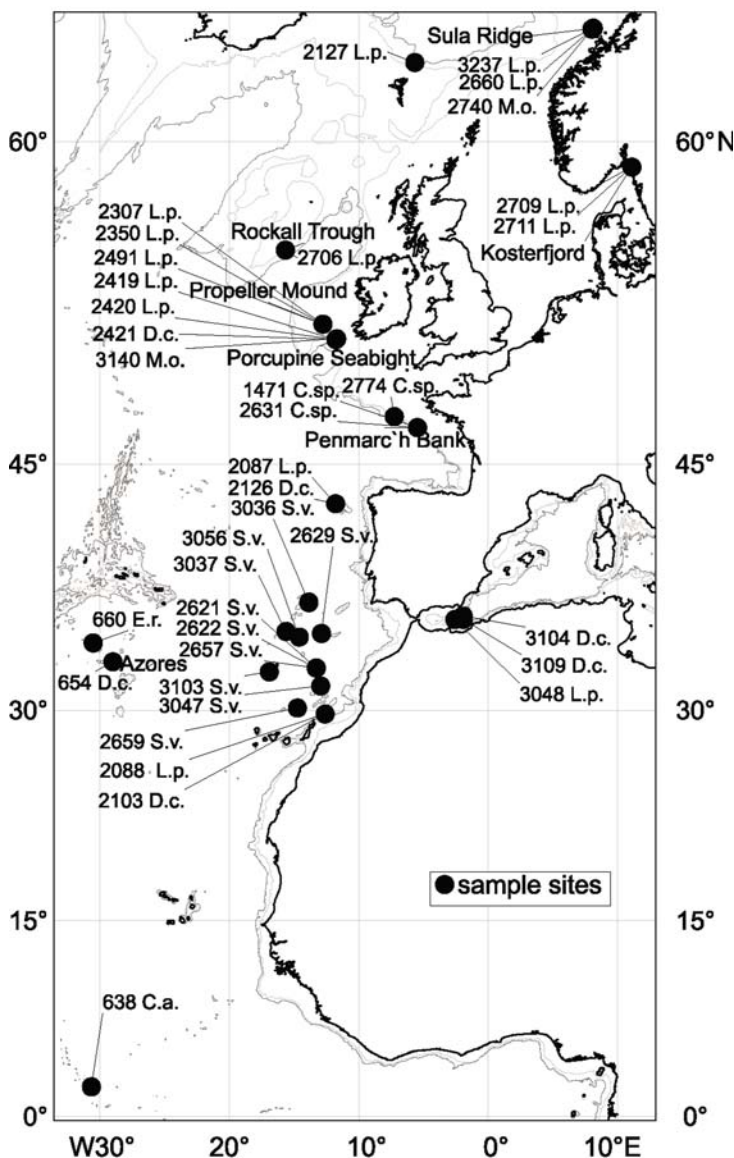 Sula Ridge
2127 L.p.
3237 L.p.
2660 L.p.
2740 M.o.
60°
60°N
2709 L.p.
2711 L.p.
Kosterfjord
2307 L.p.
2350 L.p.
2491 L.p.
2419 L.p.
2420 L.p.
2421 D.c.
3140 M.o.
Rockall Trough
2706 L.p.
Propeller Mound
Porcupine Seabight
1471 C.sp.
2774 C.sp.
2631 C.sp.
Penmarc`h Bank
45°
45°
2087 L.p.
2126 D.c.
3036 S.v.
3056 S.v.
2629 S.v.
3037 S.v.
2621 S.v.
2622 S.v.
2657 S.v.
660 E.r.
Azores
654 D.c.
3103 S.v.
3047 S.v.
3104 D.c.
3109 D.c.
3048 L.p.
30°
30°
2659 S.v.
2088 L.p.
2103 D.c.
sample sites
15°
15°
638 C.a.
0°
0°
W30° 20° 10° 0° 10°E